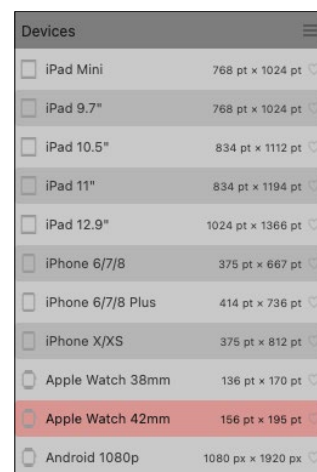 Devices
iPad Mini 768 pt × 1024 pt
iPad 9.7" 768 pt × 1024 pt
iPad 10.5" 834 pt × 1112 pt
iPad 11" 834 pt × 1194 pt
iPad 12.9" 1024 pt × 1366 pt
iPhone 6/7/8 375 pt × 667 pt
iPhone 6/7/8 Plus 414 pt × 736 pt
iPhone X/XS 375 pt × 812 pt
Apple Watch 38mm 136 pt × 170 pt
Apple Watch 42mm 156 pt × 195 pt
Android 1080p 1080 px × 1920 px